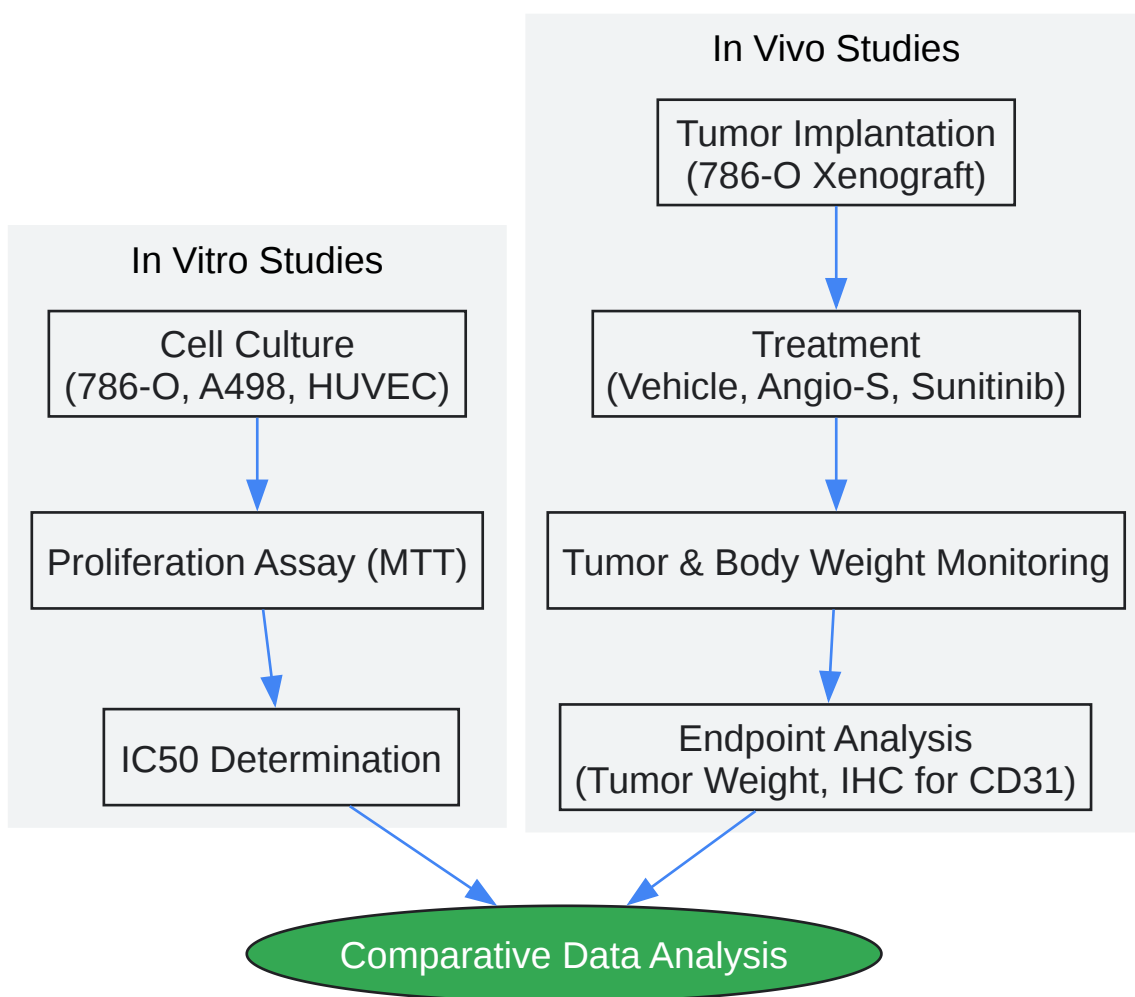 In Vitro Studies
Cell Culture
(786-O, A498, HUVEC)
Proliferation Assay (MTT)
IC50 Determination
In Vivo Studies
Tumor Implantation
(786-O Xenograft)
Treatment
(Vehicle, Angio-S, Sunitinib)
Tumor & Body Weight Monitoring
Endpoint Analysis
(Tumor Weight, IHC for CD31)
Comparative Data Analysis